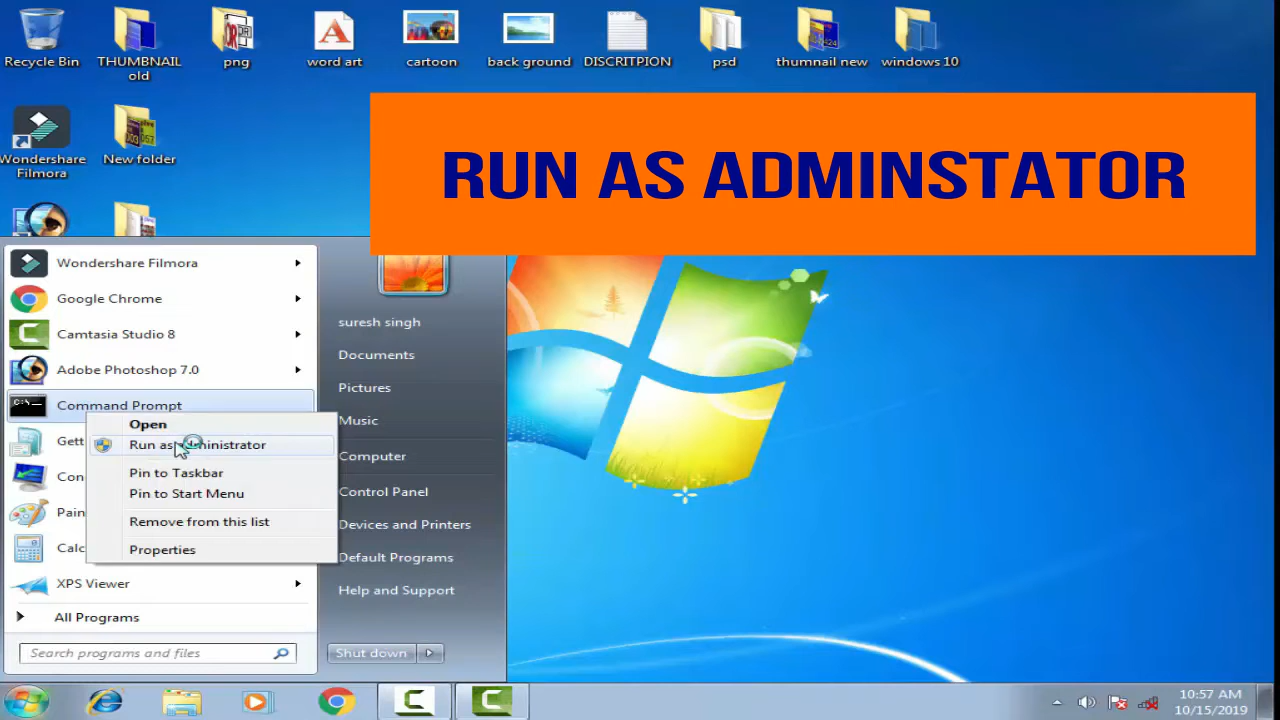 Recycle Bin
THUMBNAIL old
png
word art
cartoon
back ground
DISCRITPION
psd
thumnail new
windows 10
Wondershare Filmora
New folder
RUN AS ADMINSTATOR
Wondershare Filmora
Google Chrome
Camtasia Studio 8
Adobe Photoshop 7.0
Command Prompt
Open
Run as administrator
Pin to Taskbar
Pin to Start Menu
Remove from this list
Properties
XPS Viewer
All Programs
Search programs and files
suresh singh
Documents
Pictures
Music
Computer
Control Panel
Devices and Printers
Default Programs
Help and Support
Shut down
10:57 AM
10/15/2019